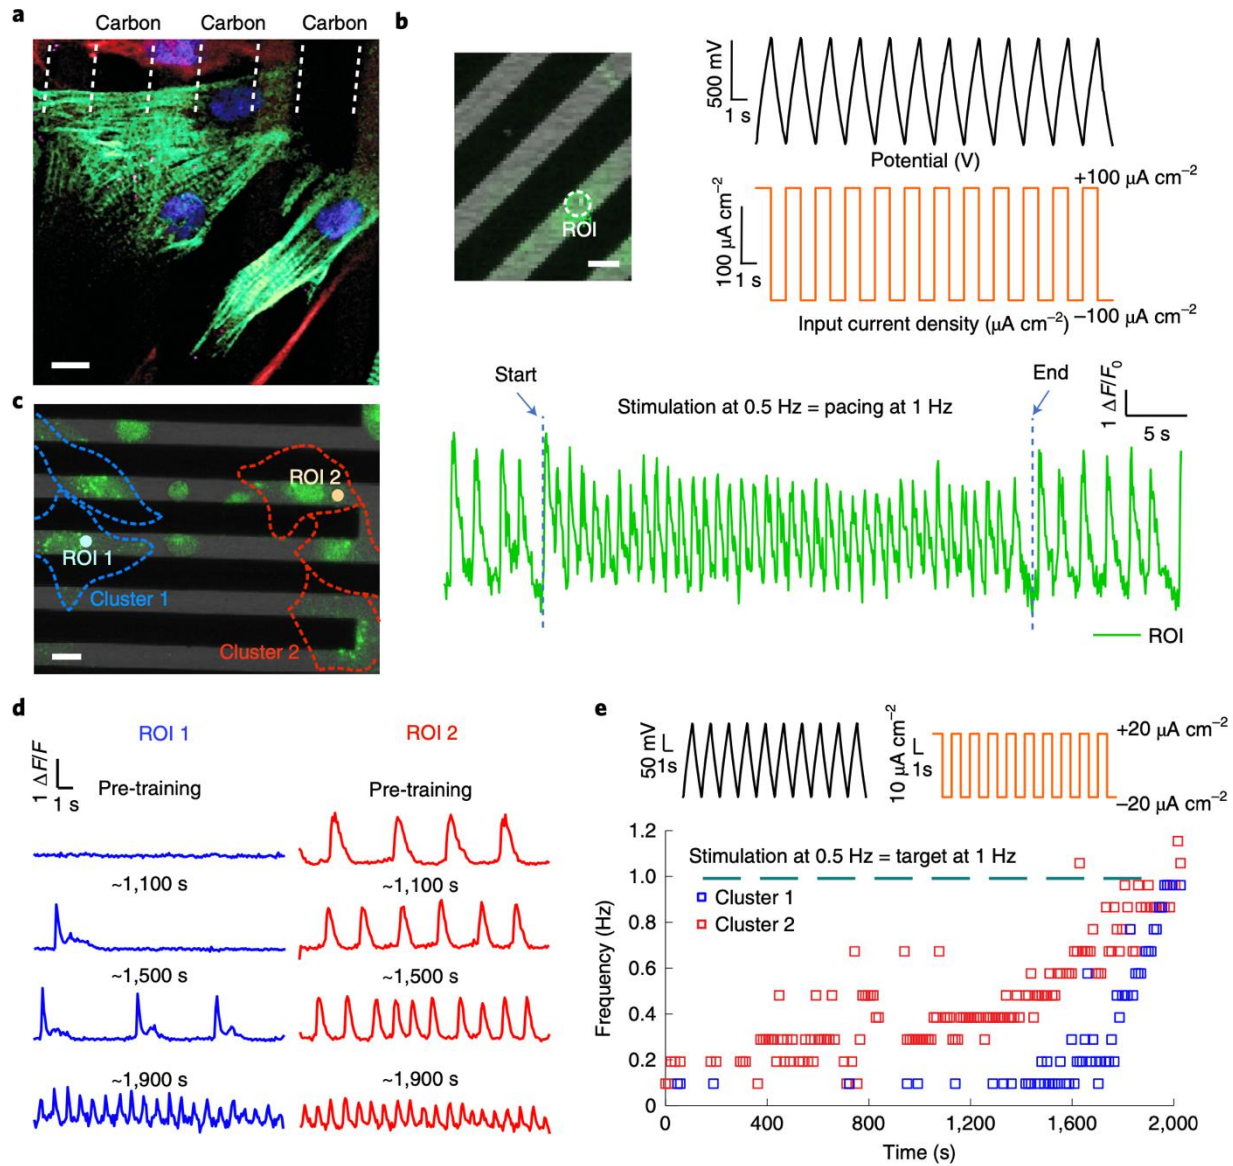 a
Carbon Carbon Carbon
b
500 mV
1 s
Potential (V)
+100 µA cm−2
100 µA cm−2
1 s
Input current density (µA cm−2)
−100 µA cm−2
ROI
Start
End
Stimulation at 0.5 Hz = pacing at 1 Hz
1 ΔF/F0
5 s
ROI
c
ROI 2
ROI 1
Cluster 1
Cluster 2
d
ROI 1 ROI 2
1 ΔF/F
1 s
Pre-training Pre-training
~1,100 s ~1,100 s
~1,500 s ~1,500 s
~1,900 s ~1,900 s
e
50 mV
1s
10 µA cm−2
1s
+20 µA cm−2
−20 µA cm−2
Stimulation at 0.5 Hz = target at 1 Hz
Cluster 1
Cluster 2
Frequency (Hz)
1.2
1.0
0.8
0.6
0.4
0.2
0
0 400 800 1,200 1,600 2,000
Time (s)